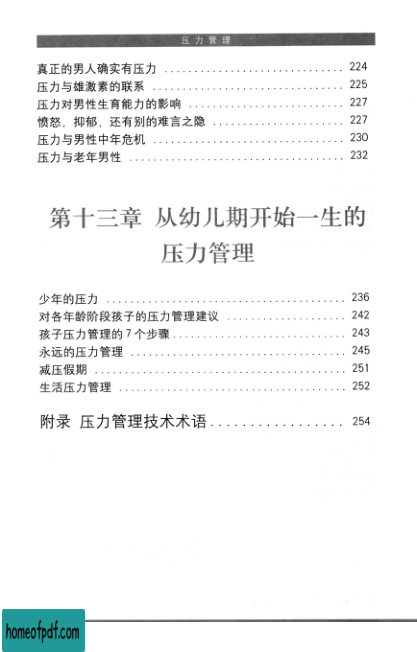 压力管理
真正的男人确实有压力 ............................ 224
压力与雄激素的联系 .............................. 225
压力对男性生育能力的影响 ........................ 227
愤怒、抑郁,还有别的难言之隐 .................... 227
压力与男性中年危机 .............................. 230
压力与老年男性 .................................. 232
第十三章 从幼儿期开始一生的
压力管理
少年的压力 ...................................... 236
对各年龄阶段孩子的压力管理建议 .................. 242
孩子压力管理的7个步骤 ........................... 243
永远的压力管理 .................................. 245
减压假期 ........................................ 251
生活压力管理 .................................... 252
附录 压力管理技术术语 ................. 254
homeofpdf.com